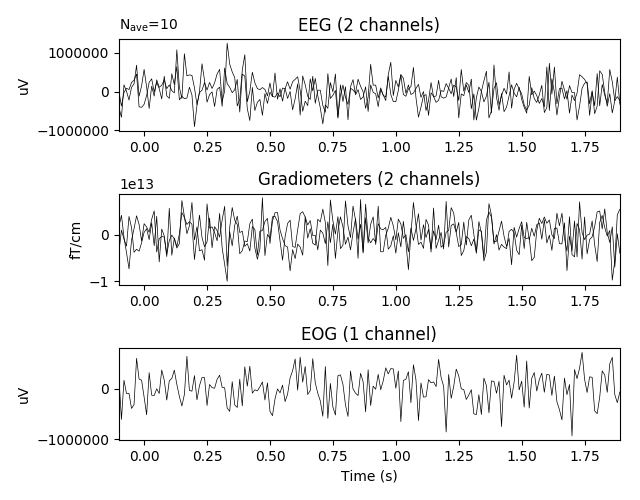 N_ave=10
EEG (2 channels)
uV
1000000
0
−1000000
0.00 0.25 0.50 0.75 1.00 1.25 1.50 1.75
1e13
Gradiometers (2 channels)
fT/cm
0
−1
0.00 0.25 0.50 0.75 1.00 1.25 1.50 1.75
EOG (1 channel)
uV
0
−1000000
0.00 0.25 0.50 0.75 1.00 1.25 1.50 1.75
Time (s)